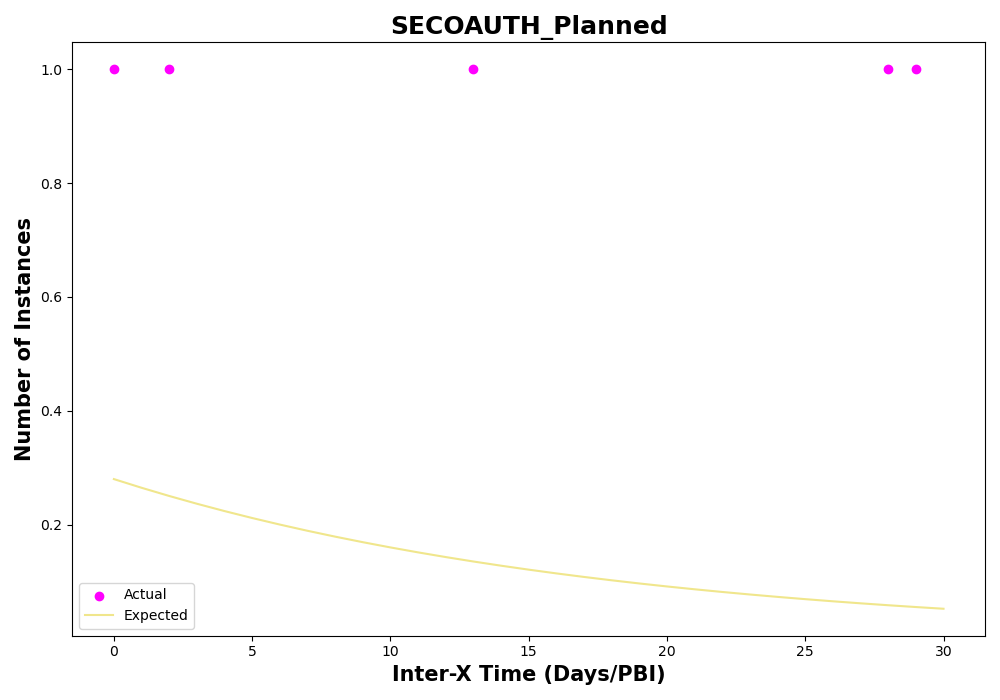 SECOAUTH_Planned
Number of Instances
1.0
0.8
0.6
0.4
0.2
Actual
Expected
0 5 10 15 20 25 30
Inter-X Time (Days/PBI)